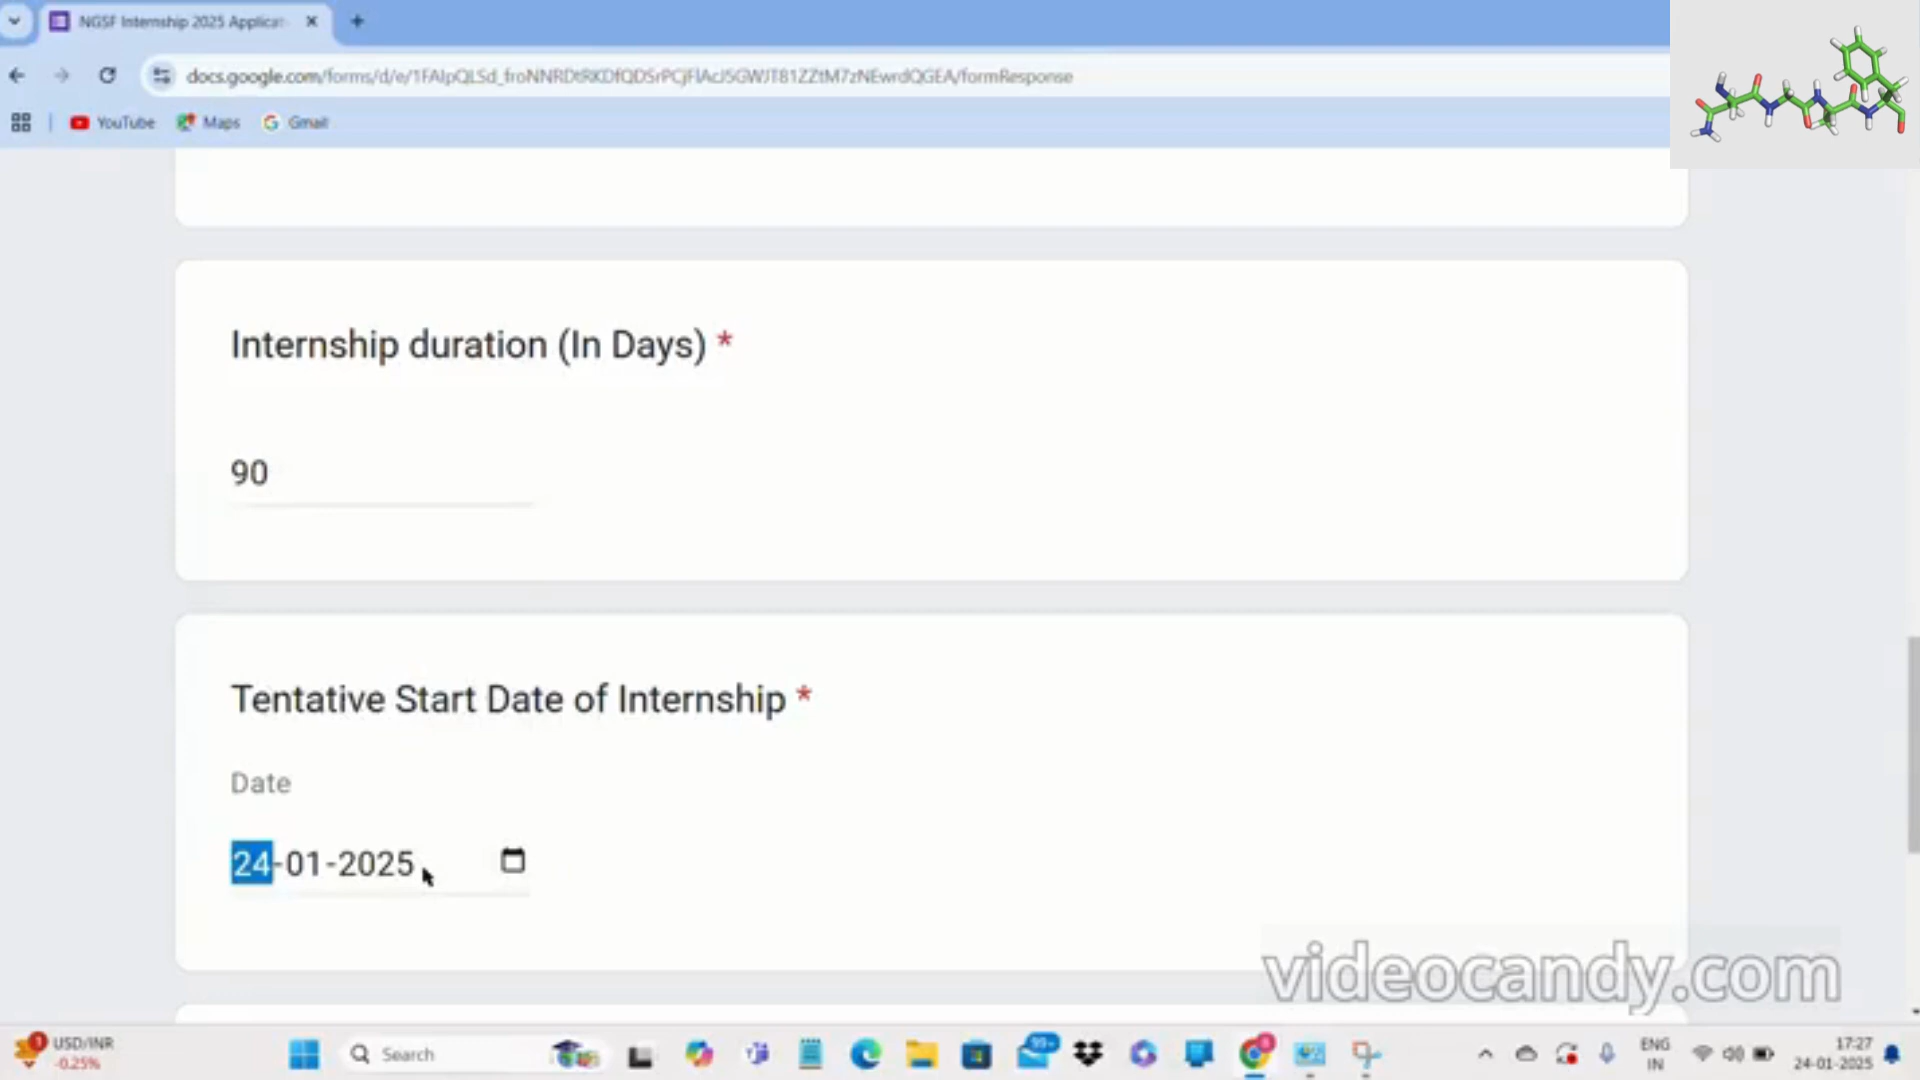 NGSF Internship 2025 Applicat
docs.google.com/forms/d/e/
/formResponse
YouTube
Maps
Gmail
Internship duration (In Days) *
90
Tentative Start Date of Internship *
Date
24-01-2025
videocandy.com
USD/INR
-0.25%
Search
99+
ENG
IN
17:27
24-01-2025